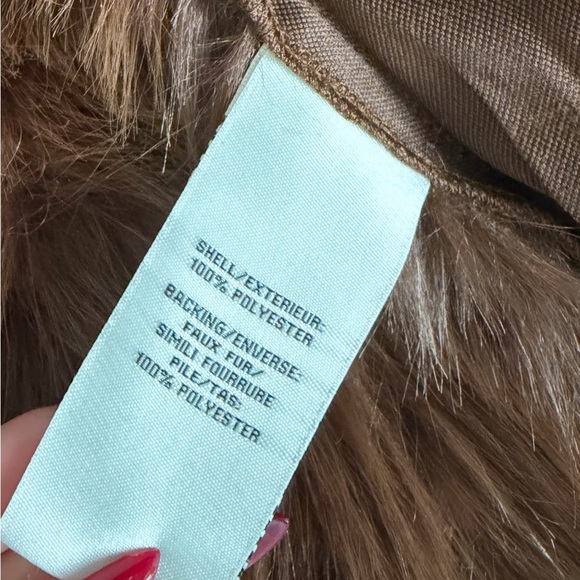 SHELL/EXTERIEUR:
100% POLYESTER
BACKING/ENVERSE:
FAUX FUR/
SIMILI FOURRURE
PILE/TAS:
100% POLYESTER